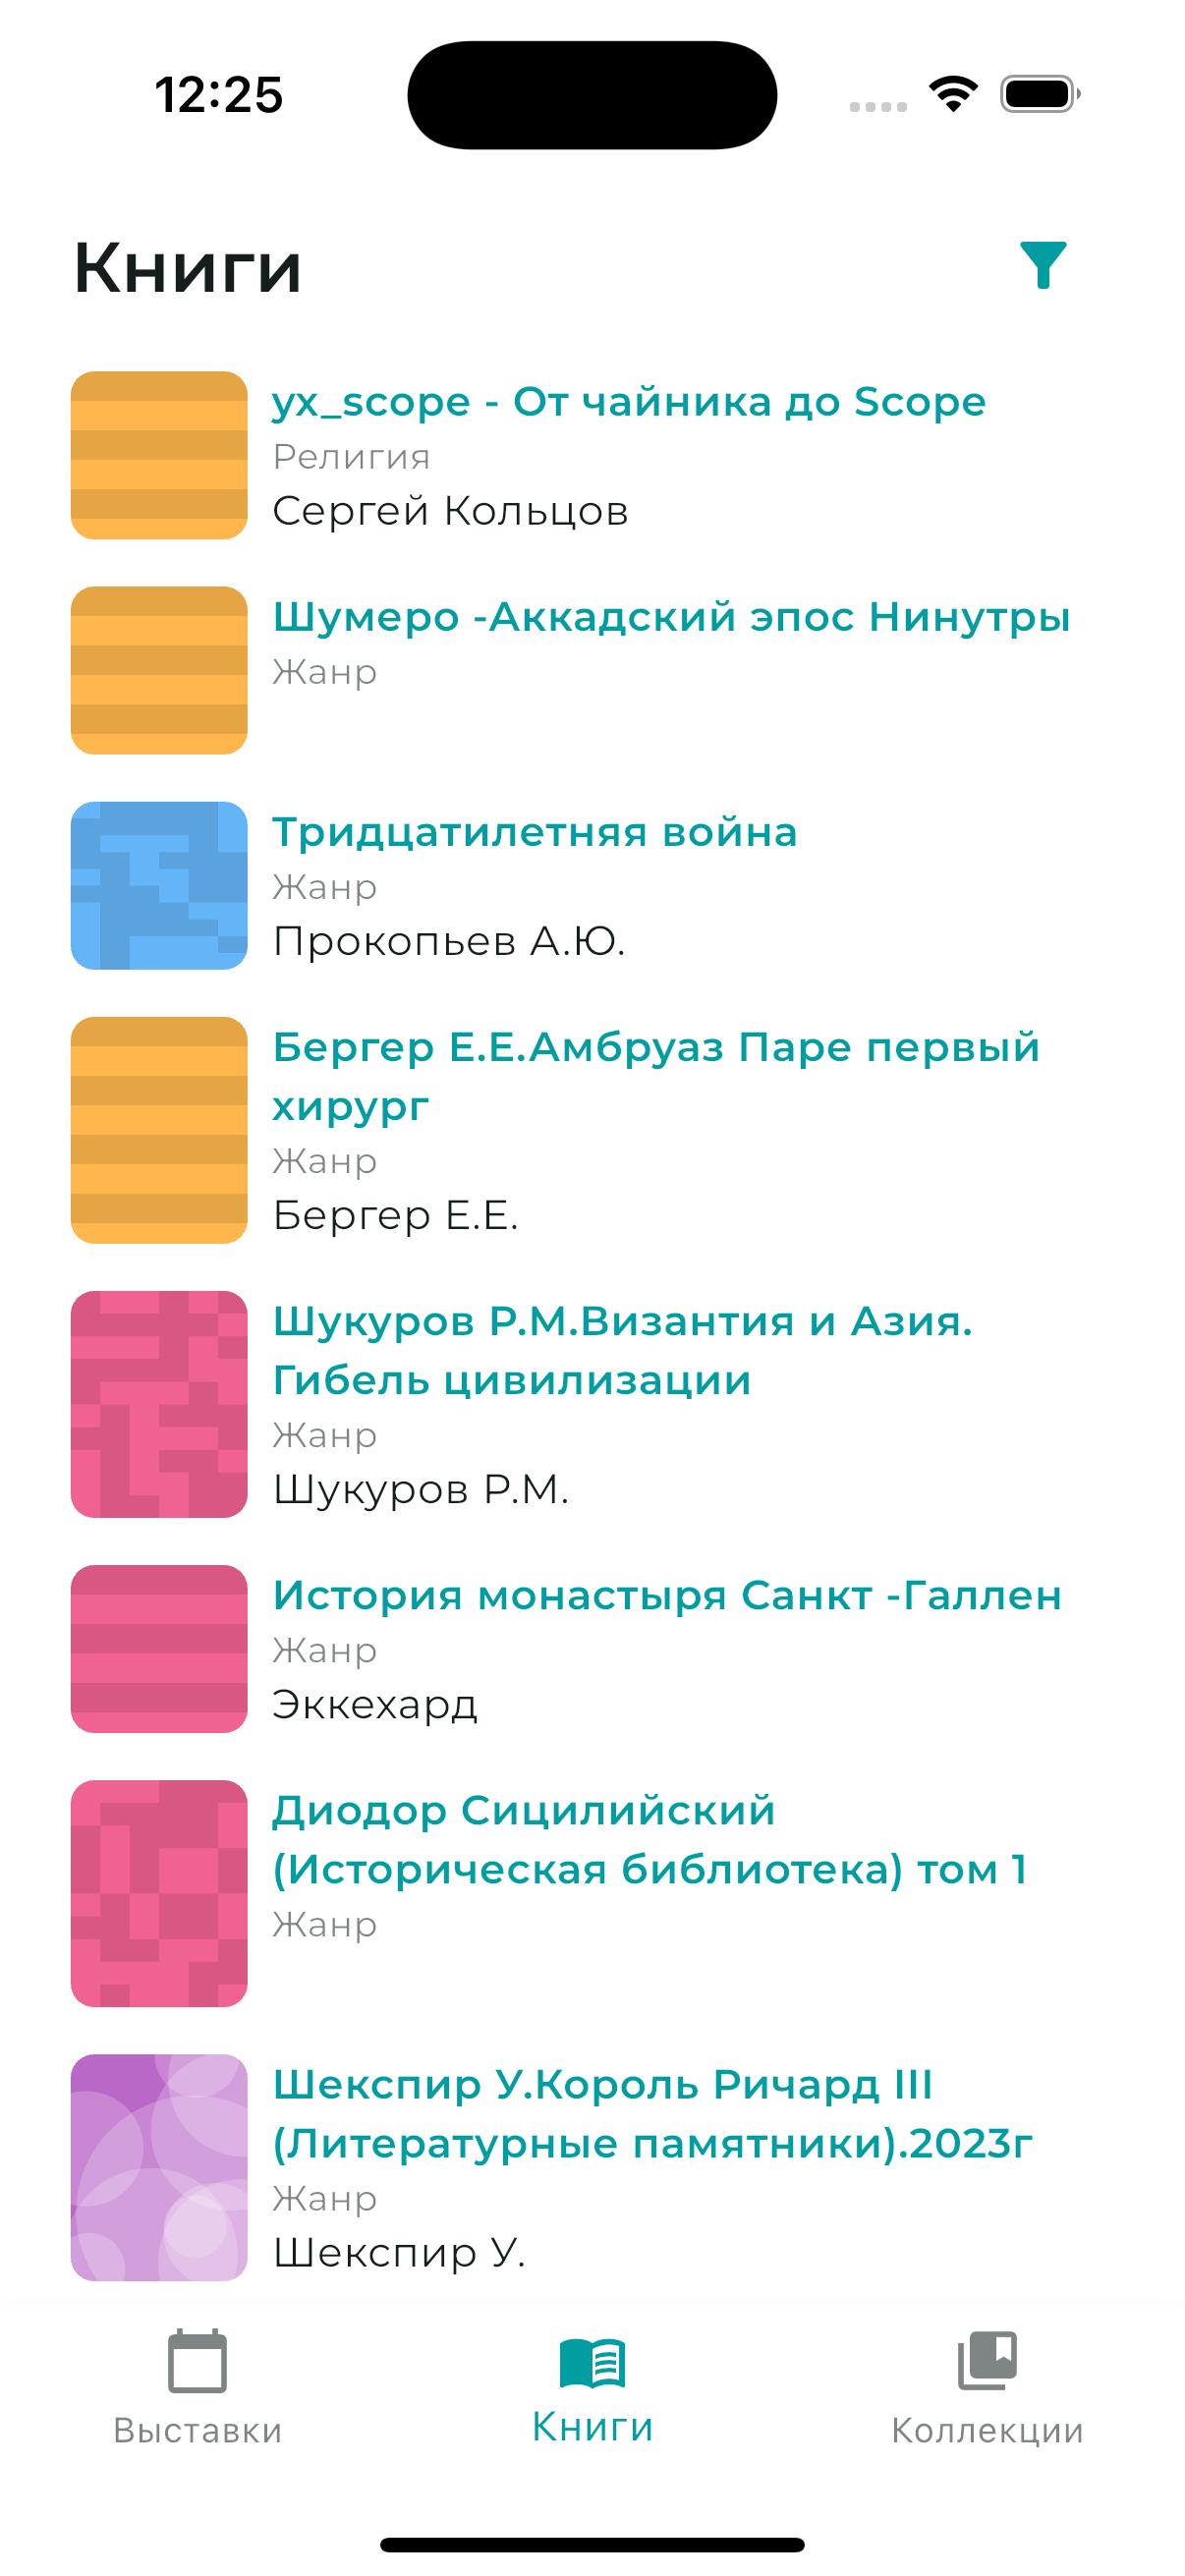 12:25
Книги
yx_scope - От чайника до Scope
Религия
Сергей Кольцов
Шумеро -Аккадский эпос Нинутры
Жанр
Тридцатилетняя война
Жанр
Прокопьев А.Ю.
Бергер Е.Е.Амбруаз Паре первый
хирург
Жанр
Бергер Е.Е.
Шукуров Р.М.Византия и Азия.
Гибель цивилизации
Жанр
Шукуров Р.М.
История монастыря Санкт -Галлен
Жанр
Эккехард
Диодор Сицилийский
(Историческая библиотека) том 1
Жанр
Шекспир У.Король Ричард III
(Литературные памятники).2023г
Жанр
Шекспир У.
Выставки
Книги
Коллекции